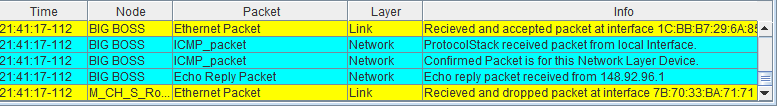 Time Node Packet Layer Info
21:41:17-112 BIG BOSS Ethernet Packet Link Recieved and accepted packet at interface 1C:BB:B7:29:6A:85
21:41:17-112 BIG BOSS ICMP_packet Network ProtocolStack received packet from local Interface.
21:41:17-112 BIG BOSS ICMP_packet Network Confirmed Packet is for this Network Layer Device.
21:41:17-112 BIG BOSS Echo Reply Packet Network Echo reply packet received from 148.92.96.1
21:41:17-112 M_CH_S_Ro... Ethernet Packet Link Recieved and dropped packet at interface 7B:70:33:BA:71:71